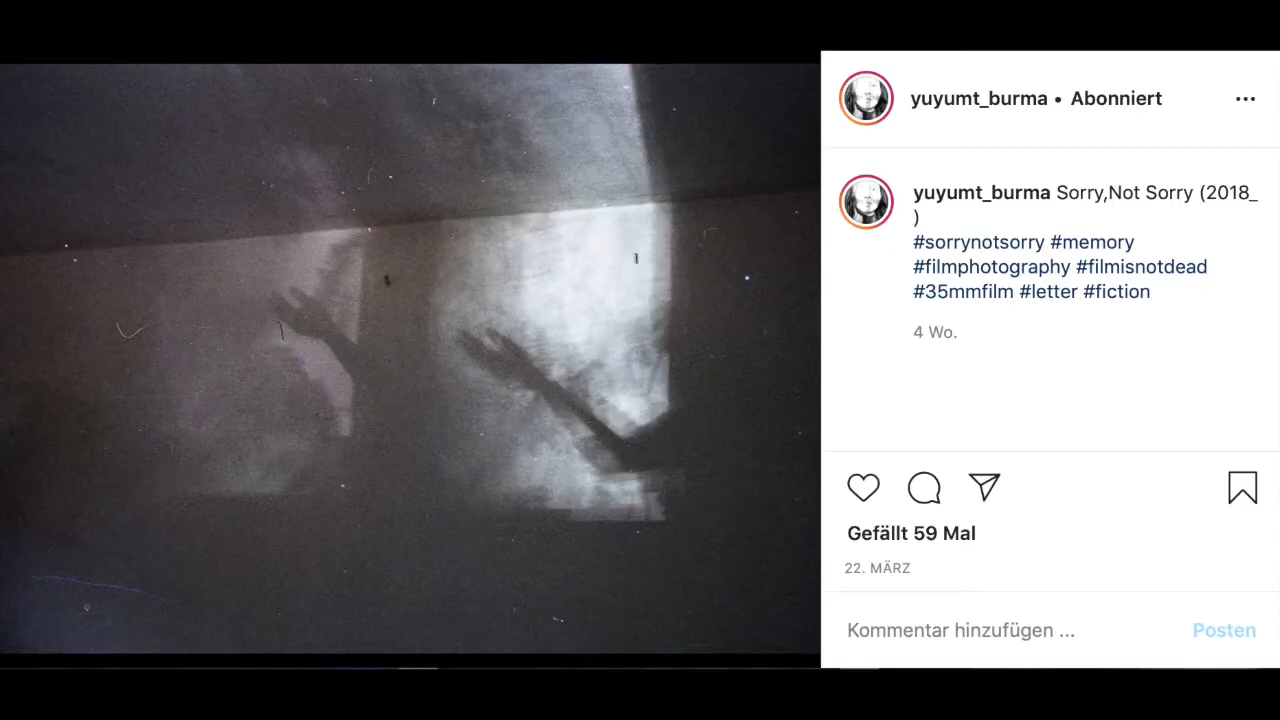 yuyumt_burma • Abonniert
yuyumt_burma Sorry,Not Sorry (2018_
)
#sorrynotsorry #memory
#filmphotography #filmisnotdead
#35mmfilm #letter #fiction
4 Wo.
Gefällt 59 Mal
22. MÄRZ
Kommentar hinzufügen ... Posten